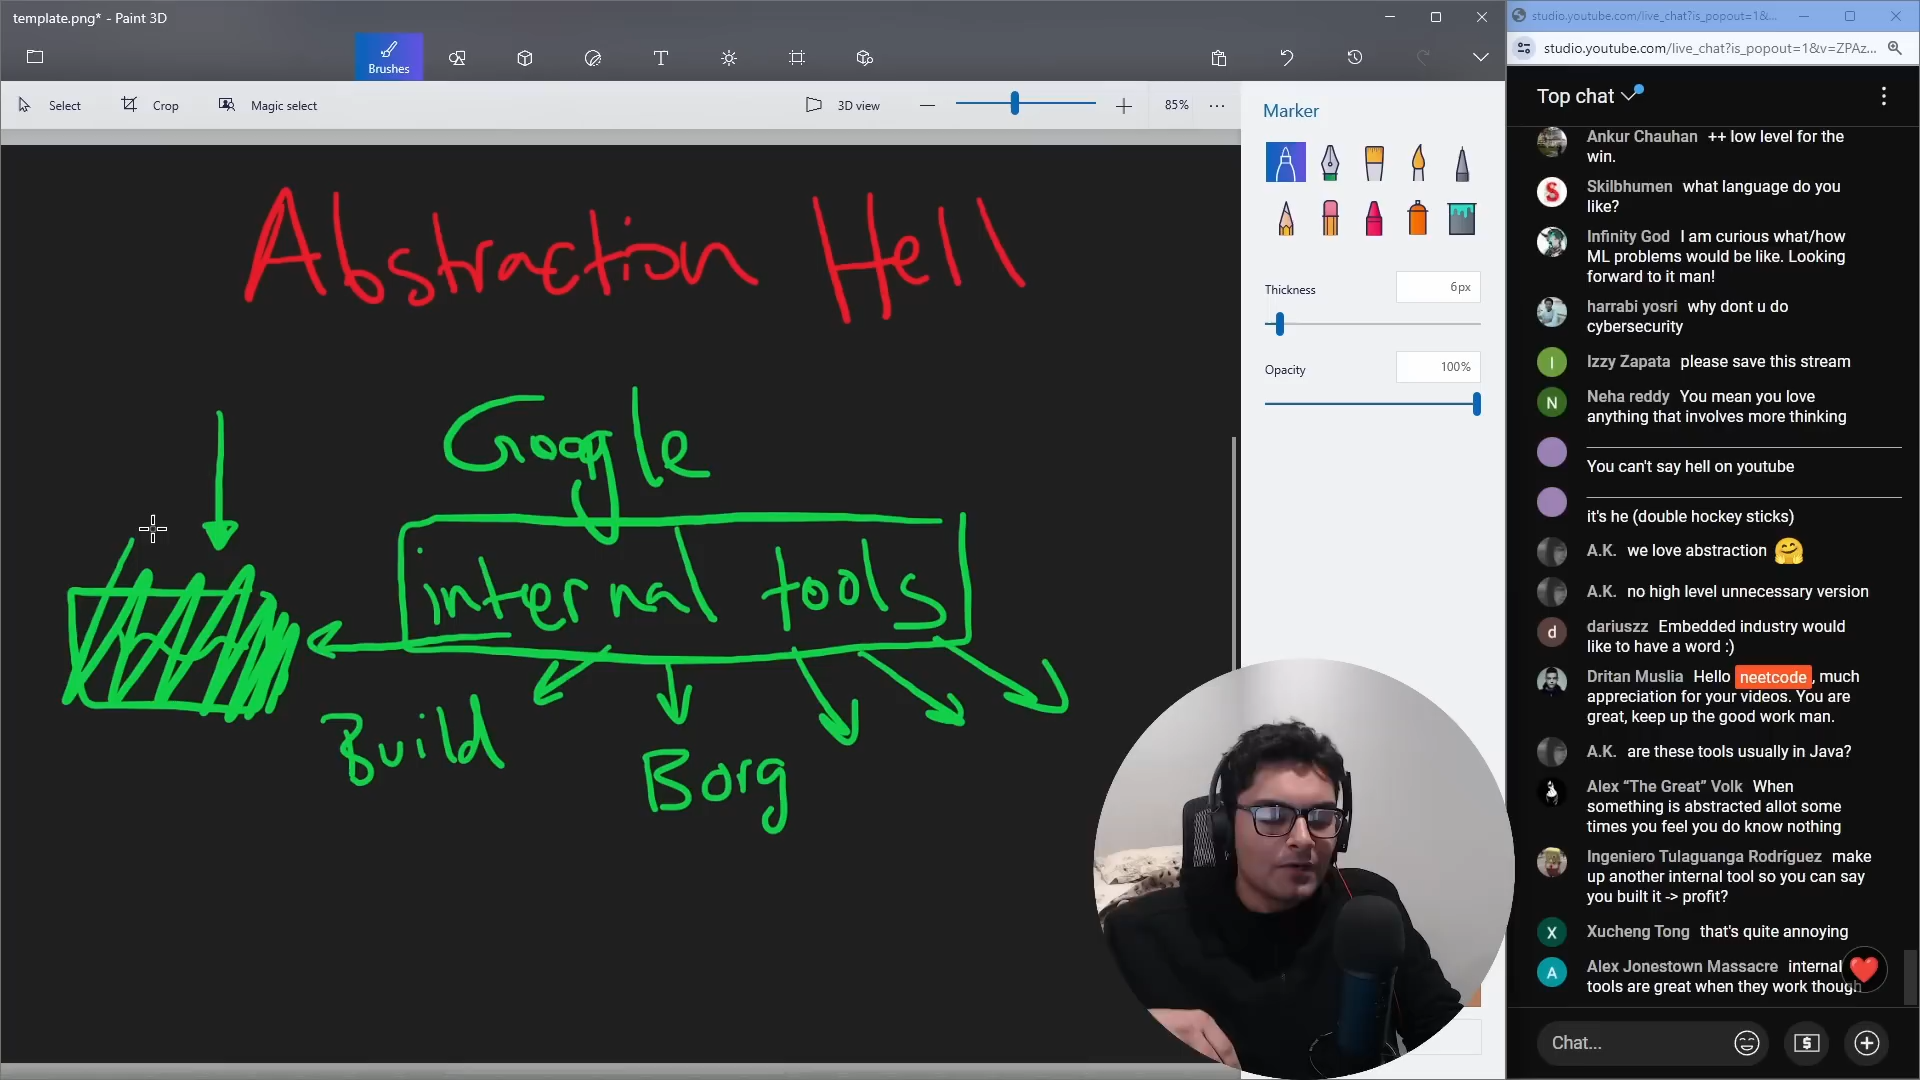 template.png* - Paint 3D
Brushes
Select
Crop
Magic select
3D view
85%
Marker
Thickness
6px
Opacity
100%
Abstraction Hell
Google
internal tools
Build
Borg
studio.youtube.com/live_chat?is_popout=1&...
studio.youtube.com/live_chat?is_popout=1&v=ZPAz...
Top chat
Ankur Chauhan ++ low level for the
win.
Skilbhumen what language do you
like?
Infinity God I am curious what/how
ML problems would be like. Looking
forward to it man!
harrabi yosri why dont u do
cybersecurity
Izzy Zapata please save this stream
Neha reddy You mean you love
anything that involves more thinking
You can't say hell on youtube
it's he (double hockey sticks)
A.K. we love abstraction 🤗
A.K. no high level unnecessary version
dariuszz Embedded industry would
like to have a word :)
Dritan Muslia Hello neetcode, much
appreciation for your videos. You are
great, keep up the good work man.
A.K. are these tools usually in Java?
Alex “The Great” Volk When
something is abstracted allot some
times you feel you do know nothing
Ingeniero Tulaguanga Rodríguez make
up another internal tool so you can say
you built it -> profit?
Xucheng Tong that's quite annoying
Alex Jonestown Massacre internal
tools are great when they work though
Chat...